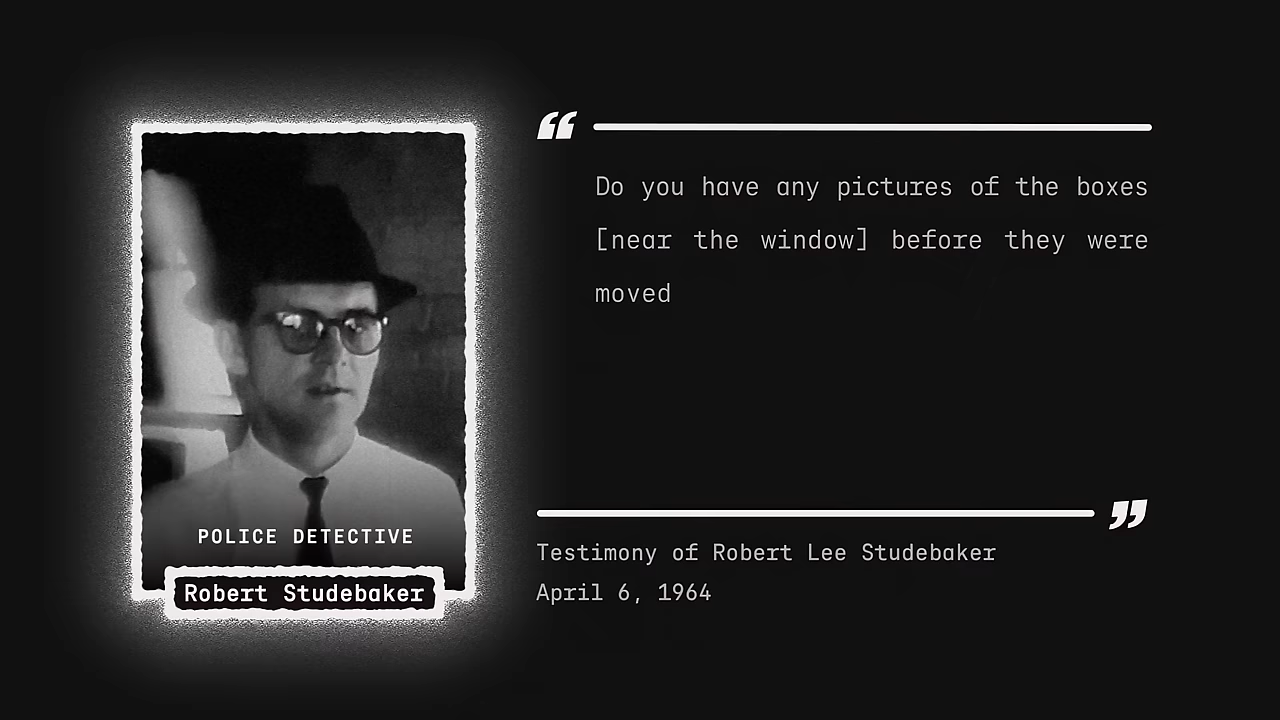 “
Do you have any pictures of the boxes
[near the window] before they were
moved
”
POLICE DETECTIVE
Robert Studebaker
Testimony of Robert Lee Studebaker
April 6, 1964